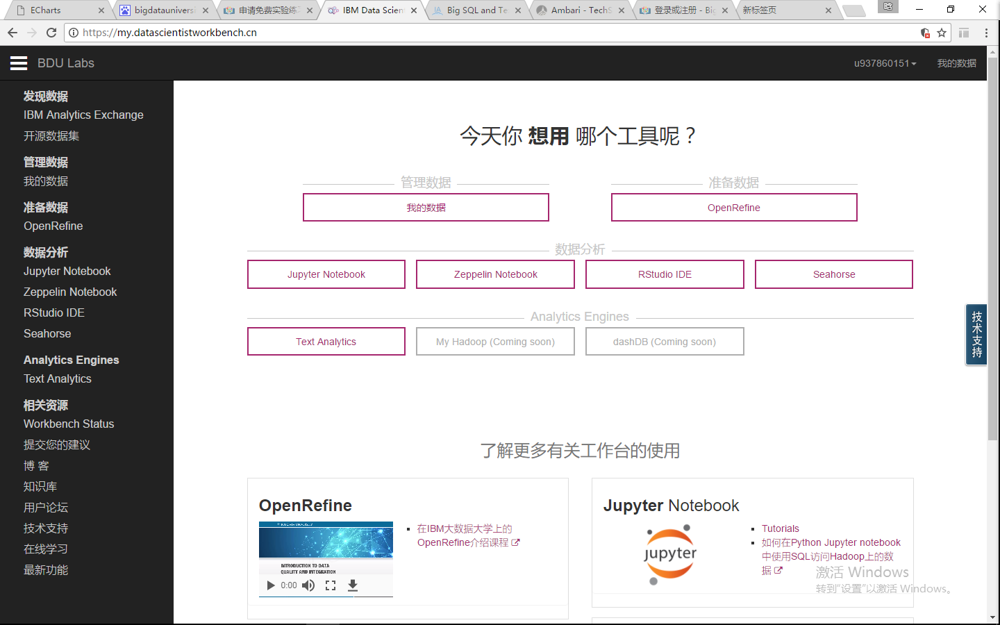 ECharts
bigdatauniversi
申请免费实验练
IBM Data Scien
Big SQL and Te
Ambari - TechS
登录或注册 - Big
新标签页
https://my.datascientistworkbench.cn
BDU Labs
u937860151
我的数据
发现数据
IBM Analytics Exchange
开源数据集
管理数据
我的数据
准备数据
OpenRefine
数据分析
Jupyter Notebook
Zeppelin Notebook
RStudio IDE
Seahorse
Analytics Engines
Text Analytics
相关资源
Workbench Status
提交您的建议
博 客
知识库
用户论坛
技术支持
在线学习
最新功能
今天你 想用 哪个工具呢？
管理数据
准备数据
我的数据
OpenRefine
数据分析
Jupyter Notebook
Zeppelin Notebook
RStudio IDE
Seahorse
Analytics Engines
Text Analytics
My Hadoop (Coming soon)
dashDB (Coming soon)
技术支持
了解更多有关工作台的使用
OpenRefine
INTRODUCTION TO DATA
QUALITY AND INTEGRATION
0:00
在IBM大数据大学上的
OpenRefine介绍课程
Jupyter Notebook
jupyter
Tutorials
如何在Python Jupyter notebook
中使用SQL访问Hadoop上的数
据
激活 Windows
转到"设置"以激活 Windows。